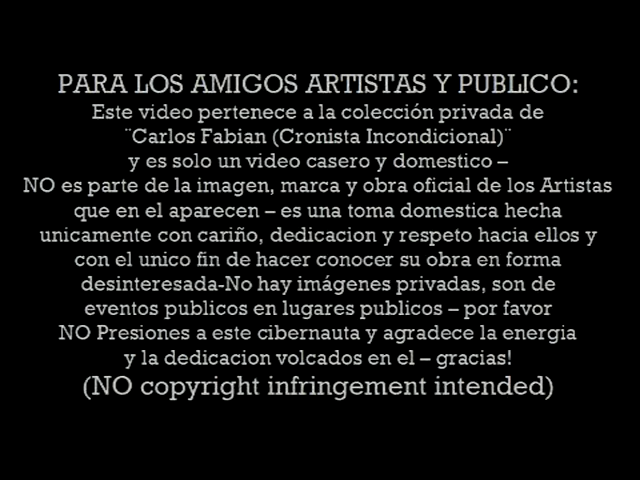 PARA LOS AMIGOS ARTISTAS Y PUBLICO:
Este video pertenece a la colección privada de
¨Carlos Fabian (Cronista Incondicional)¨
y es solo un video casero y domestico –
NO es parte de la imagen, marca y obra oficial de los Artistas
que en el aparecen – es una toma domestica hecha
unicamente con cariño, dedicacion y respeto hacia ellos y
con el unico fin de hacer conocer su obra en forma
desinteresada-No hay imágenes privadas, son de
eventos publicos en lugares publicos – por favor
NO Presiones a este cibernauta y agradece la energia
y la dedicacion volcados en el – gracias!
(NO copyright infringement intended)